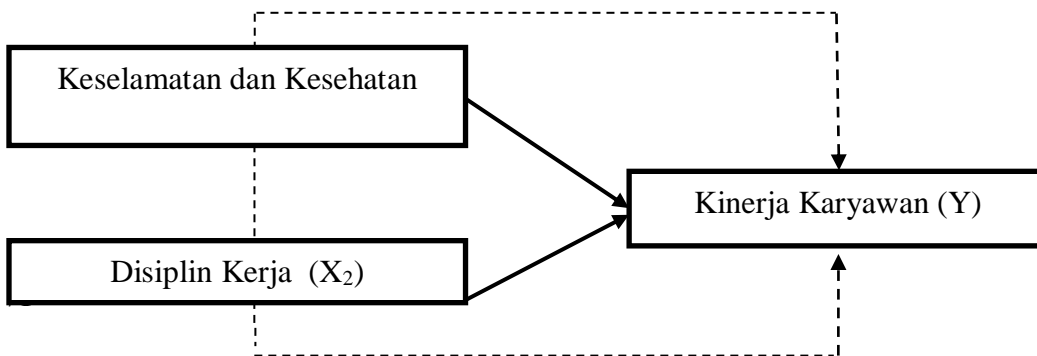 Keselamatan dan Kesehatan
Kinerja Karyawan (Y)
Disiplin Kerja (X₂)